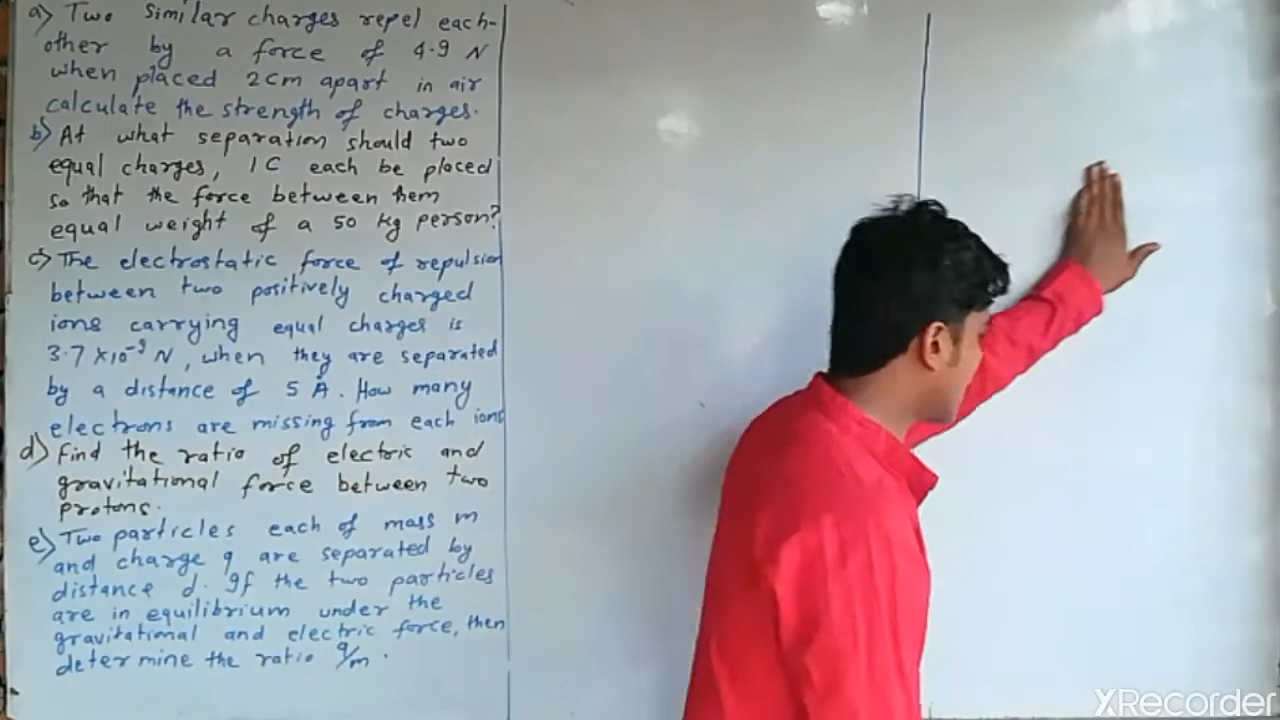 a) Two similar charges repel each-
other by a force of 4.9 N
when placed 2cm apart in air
calculate the strength of charges.
b) At what separation should two
equal charges, 1C each be placed
so that the force between them
equal weight of a 50 kg person?
c) The electrostatic force of repulsion
between two positively charged
ions carrying equal charges is
3.7 X10⁻⁹ N, when they are separated
by a distance of 5 Å. How many
electrons are missing from each ions
d) Find the ratio of electric and
gravitational force between two
protons.
e) Two particles each of mass m
and charge q are separated by
distance d. If the two particles
are in equilibrium under the
gravitational and electric force, then
determine the ratio q/m.
XRecorder